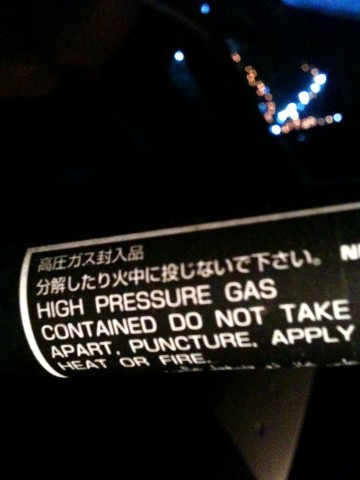 高圧ガス封入品
分解したり火中に投じないで下さい。
HIGH PRESSURE GAS
CONTAINED DO NOT TAKE
APART, PUNCTURE, APPLY
HEAT OR FIRE.